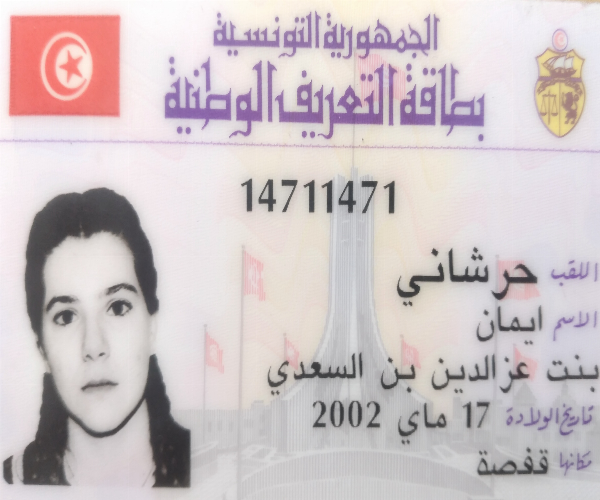 الجمهورية التونسية
بطاقة التعريف الوطنية
14711471
اللقب حرشاني
الاسم ايمان
بنت عزالدين بن السعدي
تاريخ الولادة 17 ماي 2002
مكانها قفصة